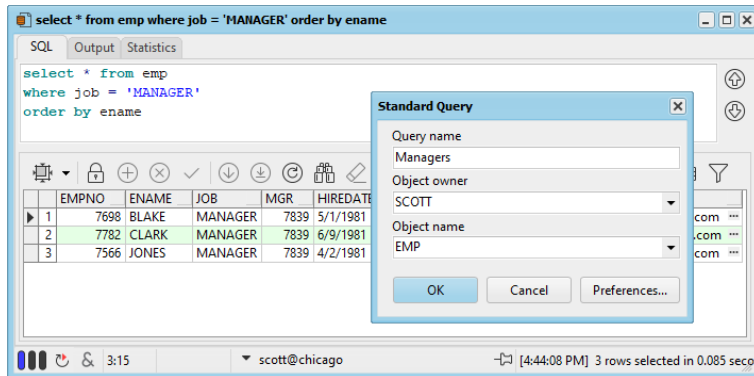 select * from emp where job = 'MANAGER' order by ename
SQL Output Statistics
select * from emp
where job = 'MANAGER'
order by ename
Standard Query
Query name
Managers
Object owner
SCOTT
Object name
EMP
OK Cancel Preferences...
EMPNO ENAME JOB MGR HIREDATE
1 7698 BLAKE MANAGER 7839 5/1/1981 .com ...
2 7782 CLARK MANAGER 7839 6/9/1981 .com ...
3 7566 JONES MANAGER 7839 4/2/1981 com ...
& 3:15 scott@chicago [4:44:08 PM] 3 rows selected in 0.085 seco